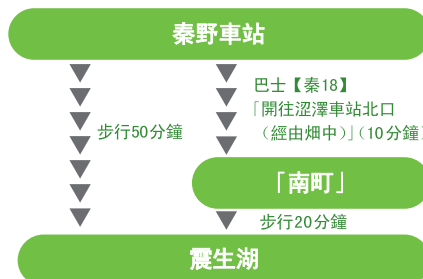 秦野車站
步行50分鐘
巴士【秦18】
「開往涩澤車站北口
（經由畑中）」（10分鐘）
「南町」
步行20分鐘
震生湖